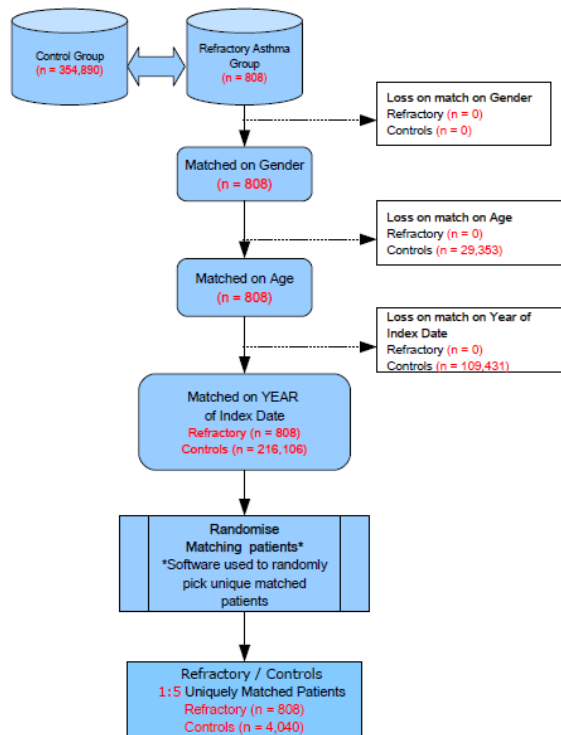 Control Group
(n = 354,890)
Refractory Asthma
Group
(n = 808)
Loss on match on Gender
Refractory (n = 0)
Controls (n = 0)
Matched on Gender
(n = 808)
Loss on match on Age
Refractory (n = 0)
Controls (n = 29,353)
Matched on Age
(n = 808)
Loss on match on Year of
Index Date
Refractory (n = 0)
Controls (n = 109,431)
Matched on YEAR
of Index Date
Refractory (n = 808)
Controls (n = 216,106)
Randomise
Matching patients*
*Software used to randomly
pick unique matched
patients
Refractory / Controls
1:5 Uniquely Matched Patients
Refractory (n = 808)
Controls (n = 4,040)